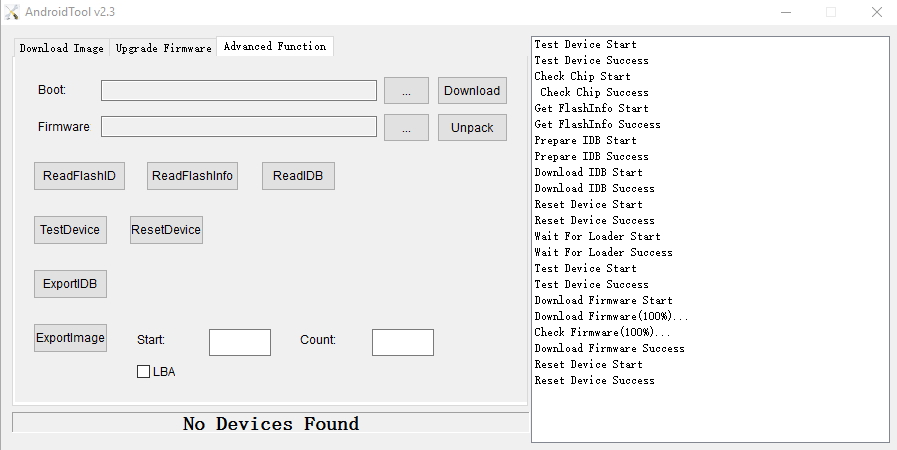 AndroidTool v2.3
Download Image Upgrade Firmware Advanced Function
Boot: ... Download
Firmware ... Unpack
ReadFlashID ReadFlashInfo ReadIDB
TestDevice ResetDevice
ExportIDB
ExportImage Start: Count:
LBA
No Devices Found
Test Device Start
Test Device Success
Check Chip Start
Check Chip Success
Get FlashInfo Start
Get FlashInfo Success
Prepare IDB Start
Prepare IDB Success
Download IDB Start
Download IDB Success
Reset Device Start
Reset Device Success
Wait For Loader Start
Wait For Loader Success
Test Device Start
Test Device Success
Download Firmware Start
Download Firmware(100%)...
Check Firmware(100%)...
Download Firmware Success
Reset Device Start
Reset Device Success